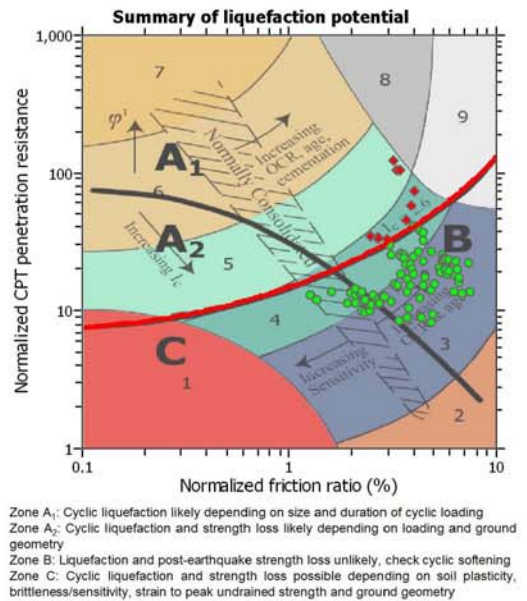 Summary of liquefaction potential
1,000
100
10
1
0.1
1
10
Normalized CPT penetration resistance
Normalized friction ratio (%)
7
8
9
φ'
A1
Normally Consolidated
Increasing
OCR, age,
cementation
6
A2
Increasing Ic
5
B
4
C
1
Increasing
Sensitivity
3
2
Zone A1: Cyclic liquefaction likely depending on size and duration of cyclic loading
Zone A2: Cyclic liquefaction and strength loss likely depending on loading and ground
geometry
Zone B: Liquefaction and post-earthquake strength loss unlikely, check cyclic softening
Zone C: Cyclic liquefaction and strength loss possible depending on soil plasticity,
brittleness/sensitivity, strain to peak undrained strength and ground geometry